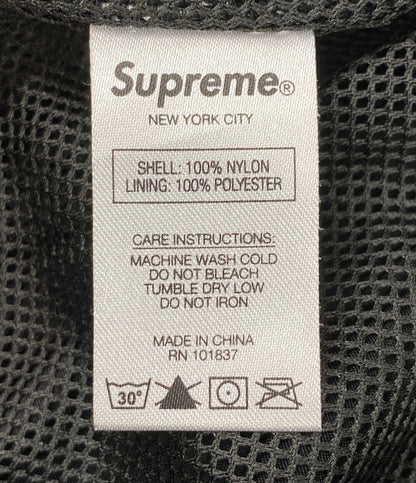 Supreme®
NEW YORK CITY
SHELL: 100% NYLON
LINING: 100% POLYESTER
CARE INSTRUCTIONS:
MACHINE WASH COLD
DO NOT BLEACH
TUMBLE DRY LOW
DO NOT IRON
MADE IN CHINA
RN 101837
30°